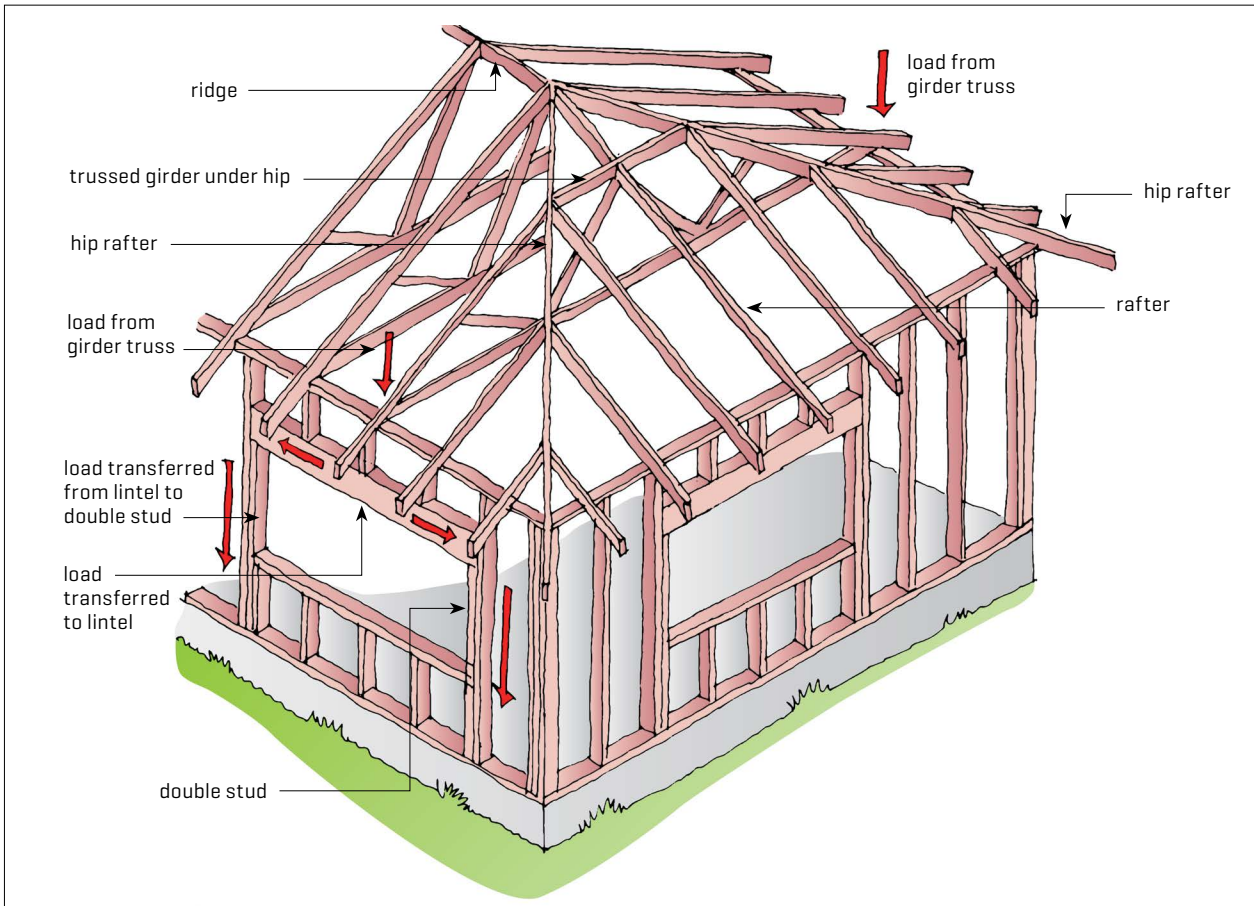 ridge
load from
girder truss
trussed girder under hip
hip rafter
hip rafter
load from
girder truss
rafter
load transferred
from lintel to
double stud
load
transferred
to lintel
double stud